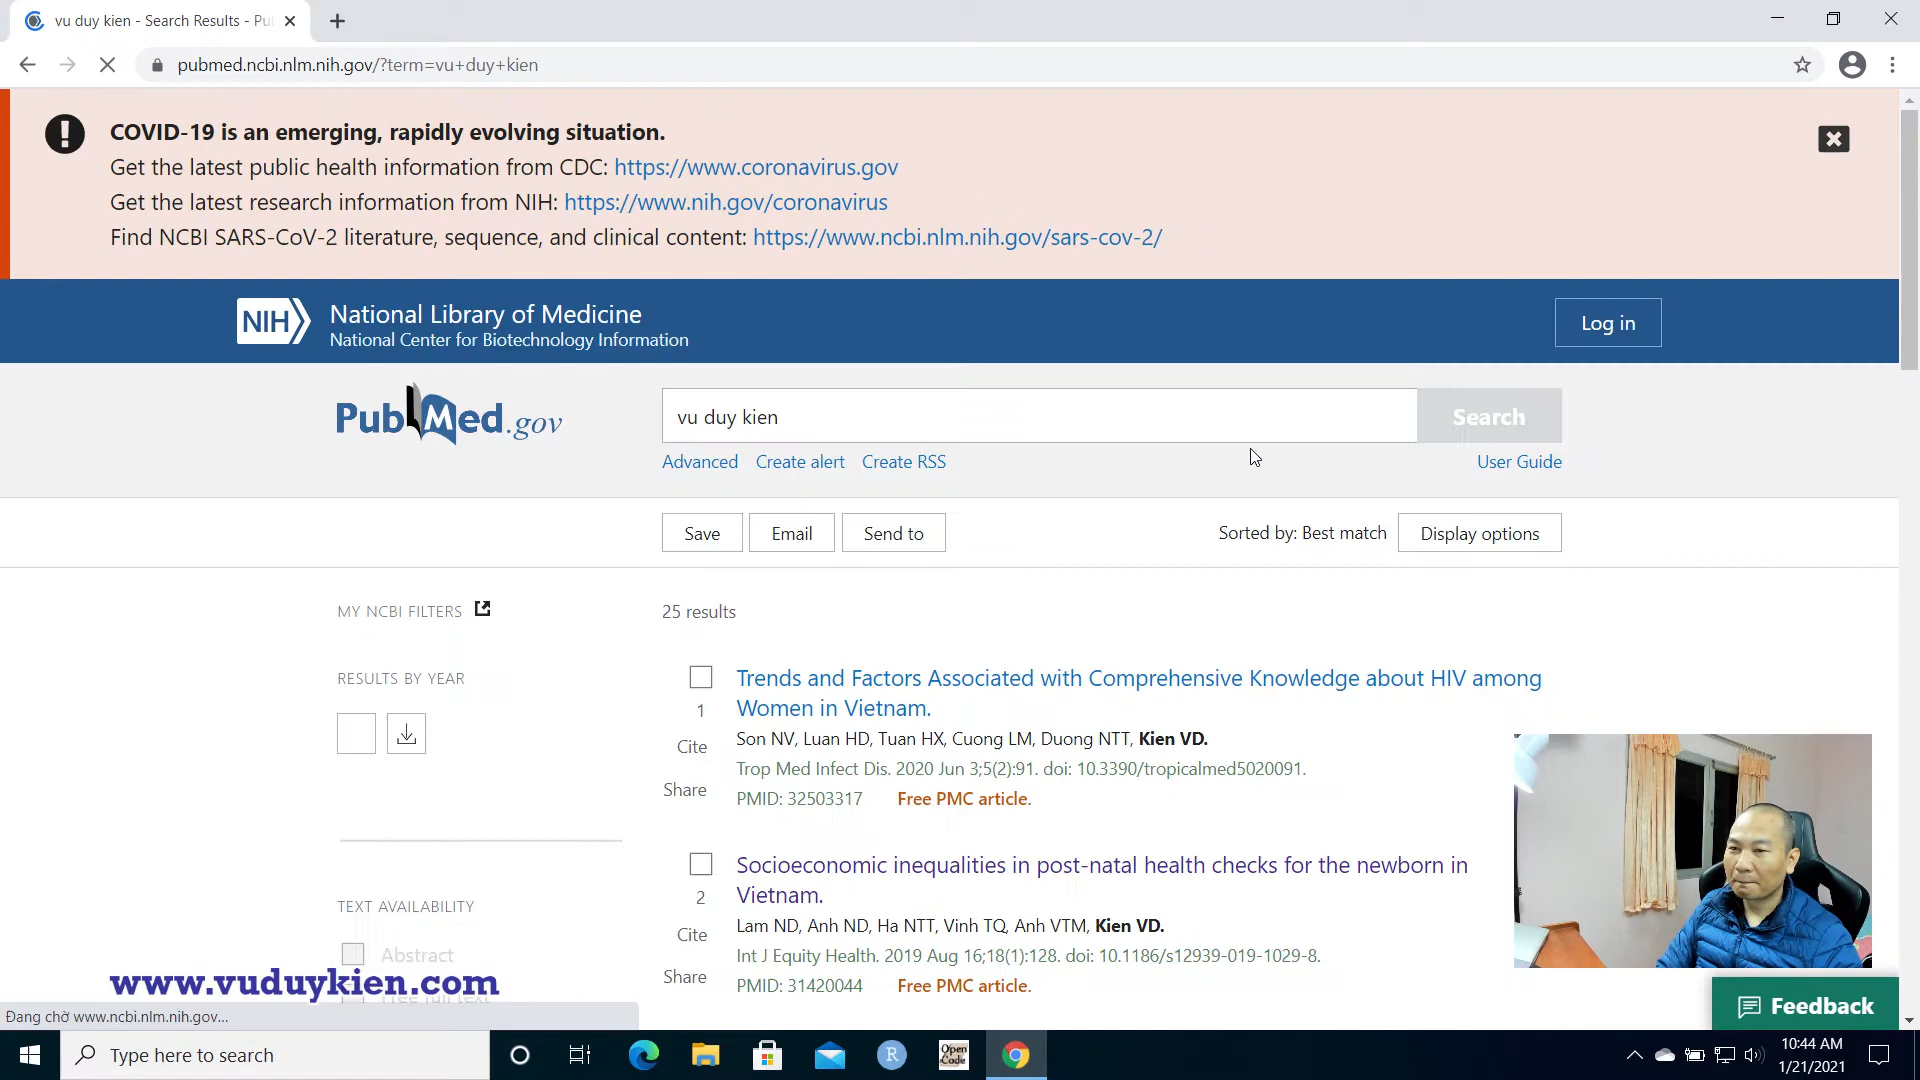 vu duy kien - Search Results - Pu
pubmed.ncbi.nlm.nih.gov/?term=vu+duy+kien
COVID-19 is an emerging, rapidly evolving situation.
Get the latest public health information from CDC: https://www.coronavirus.gov
Get the latest research information from NIH: https://www.nih.gov/coronavirus
Find NCBI SARS-CoV-2 literature, sequence, and clinical content: https://www.ncbi.nlm.nih.gov/sars-cov-2/
NIH National Library of Medicine
National Center for Biotechnology Information
Log in
PubMed.gov
vu duy kien
Search
Advanced Create alert Create RSS
User Guide
Save Email Send to
Sorted by: Best match Display options
MY NCBI FILTERS
25 results
RESULTS BY YEAR
Trends and Factors Associated with Comprehensive Knowledge about HIV among
Women in Vietnam.
1
Cite
Share
Son NV, Luan HD, Tuan HX, Cuong LM, Duong NTT, Kien VD.
Trop Med Infect Dis. 2020 Jun 3;5(2):91. doi: 10.3390/tropicalmed5020091.
PMID: 32503317 Free PMC article.
Socioeconomic inequalities in post-natal health checks for the newborn in
Vietnam.
2
Cite
Share
Lam ND, Anh ND, Ha NTT, Vinh TQ, Anh VTM, Kien VD.
Int J Equity Health. 2019 Aug 16;18(1):128. doi: 10.1186/s12939-019-1029-8.
PMID: 31420044 Free PMC article.
TEXT AVAILABILITY
Abstract
Free full text
www.vuduykien.com
Feedback
Đang chờ www.ncbi.nlm.nih.gov...
Type here to search
R
Open
Code
10:44 AM
1/21/2021